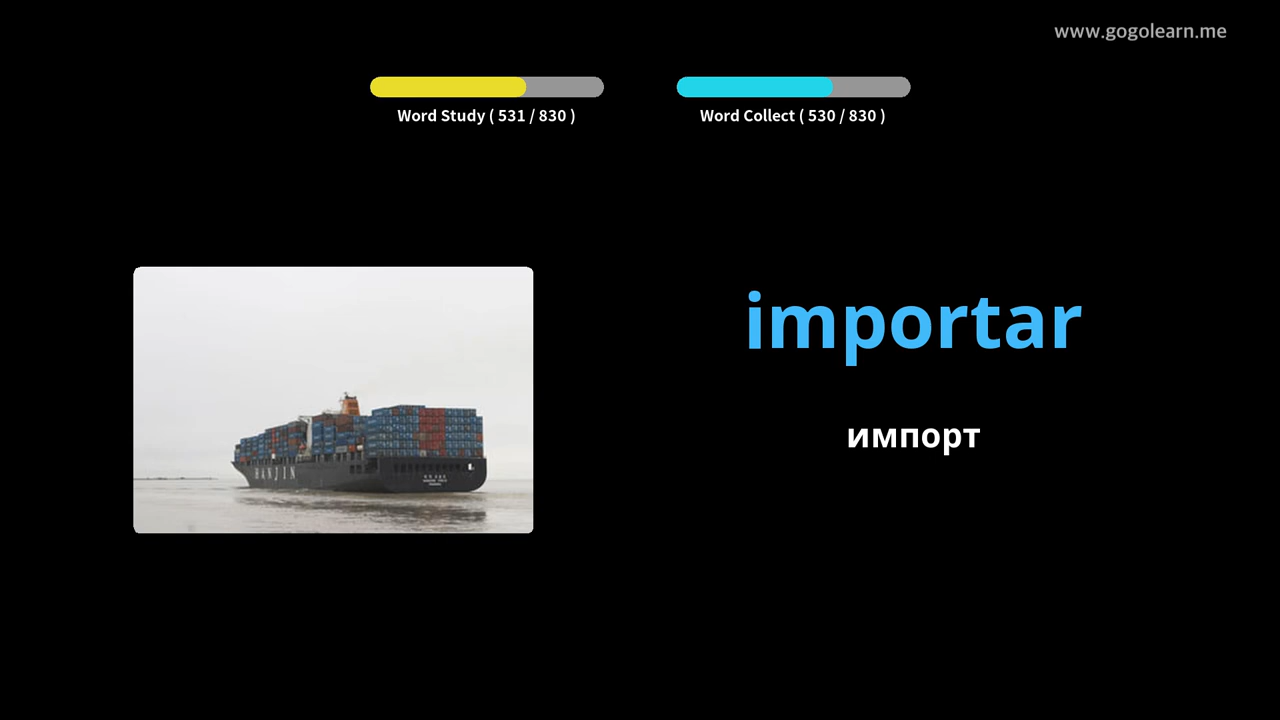 www.gogolearn.me
Word Study ( 531 / 830 )
Word Collect ( 530 / 830 )
importar
импорт
HANJIN